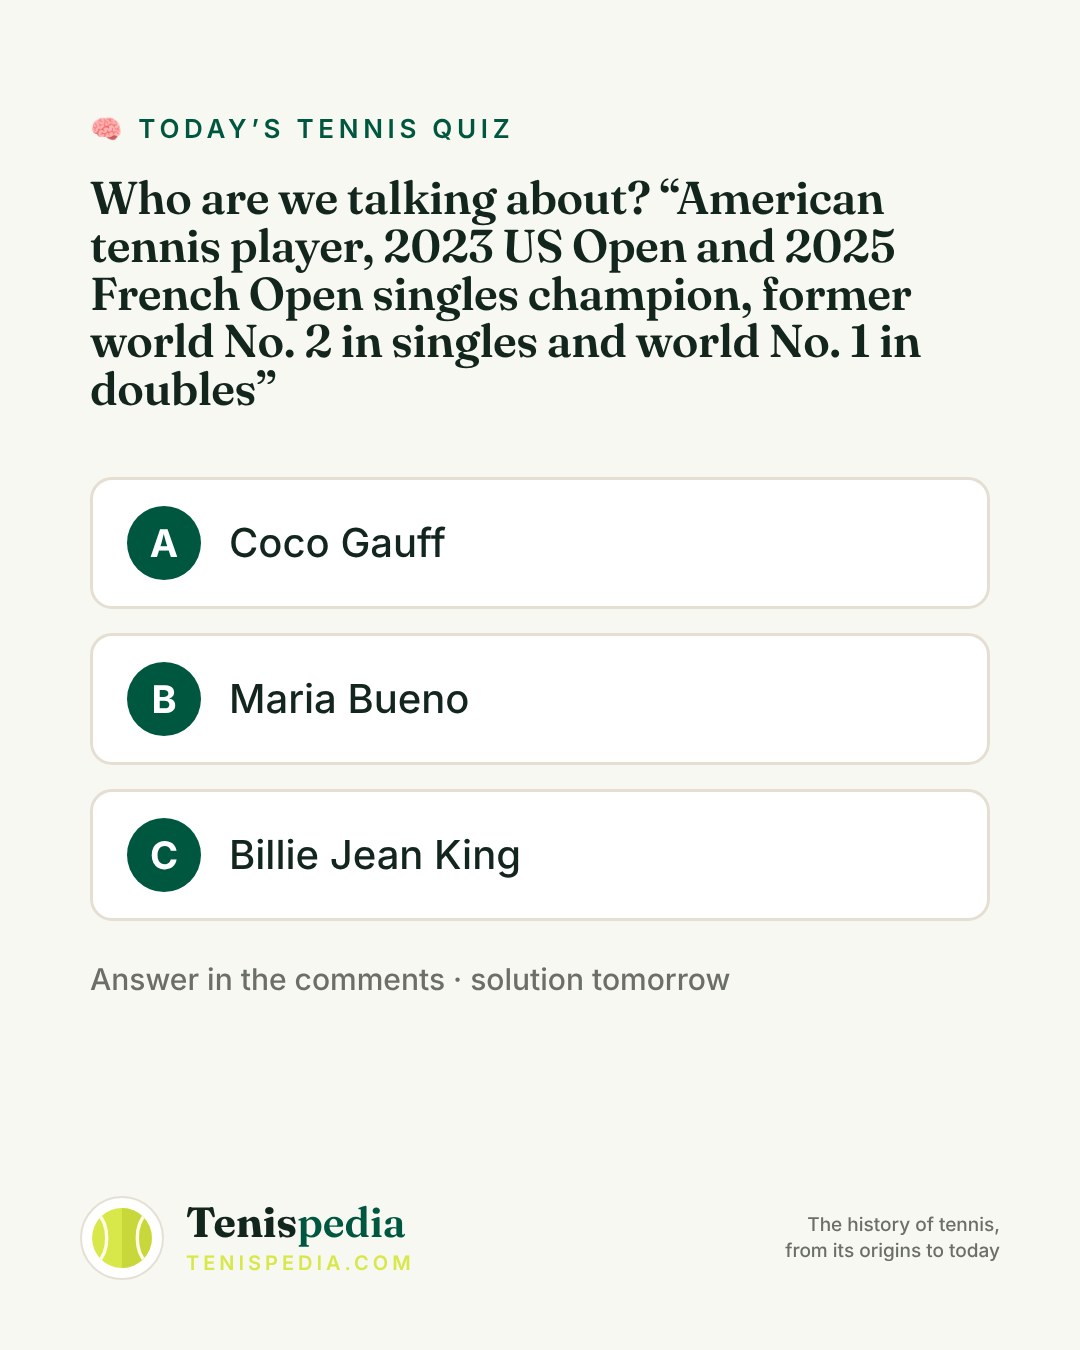 🧠 TODAY’S TENNIS QUIZ
Who are we talking about? “American
tennis player, 2023 US Open and 2025
French Open singles champion, former
world No. 2 in singles and world No. 1 in
doubles”
A Coco Gauff
B Maria Bueno
C Billie Jean King
Answer in the comments · solution tomorrow
Tenispedia
TENISPEDIA.COM
The history of tennis,
from its origins to today